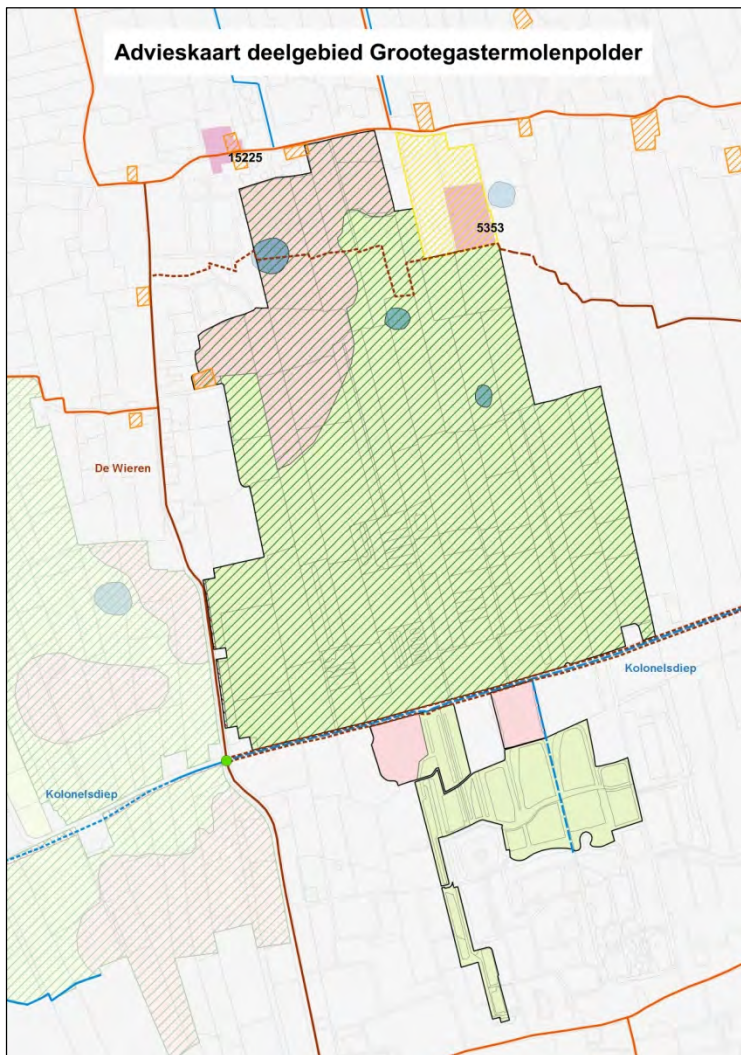 Advieskaart deelgebied Grootegastermolenpolder
15225
5353
De Wieren
Kolonelsdiep
Kolonelsdiep